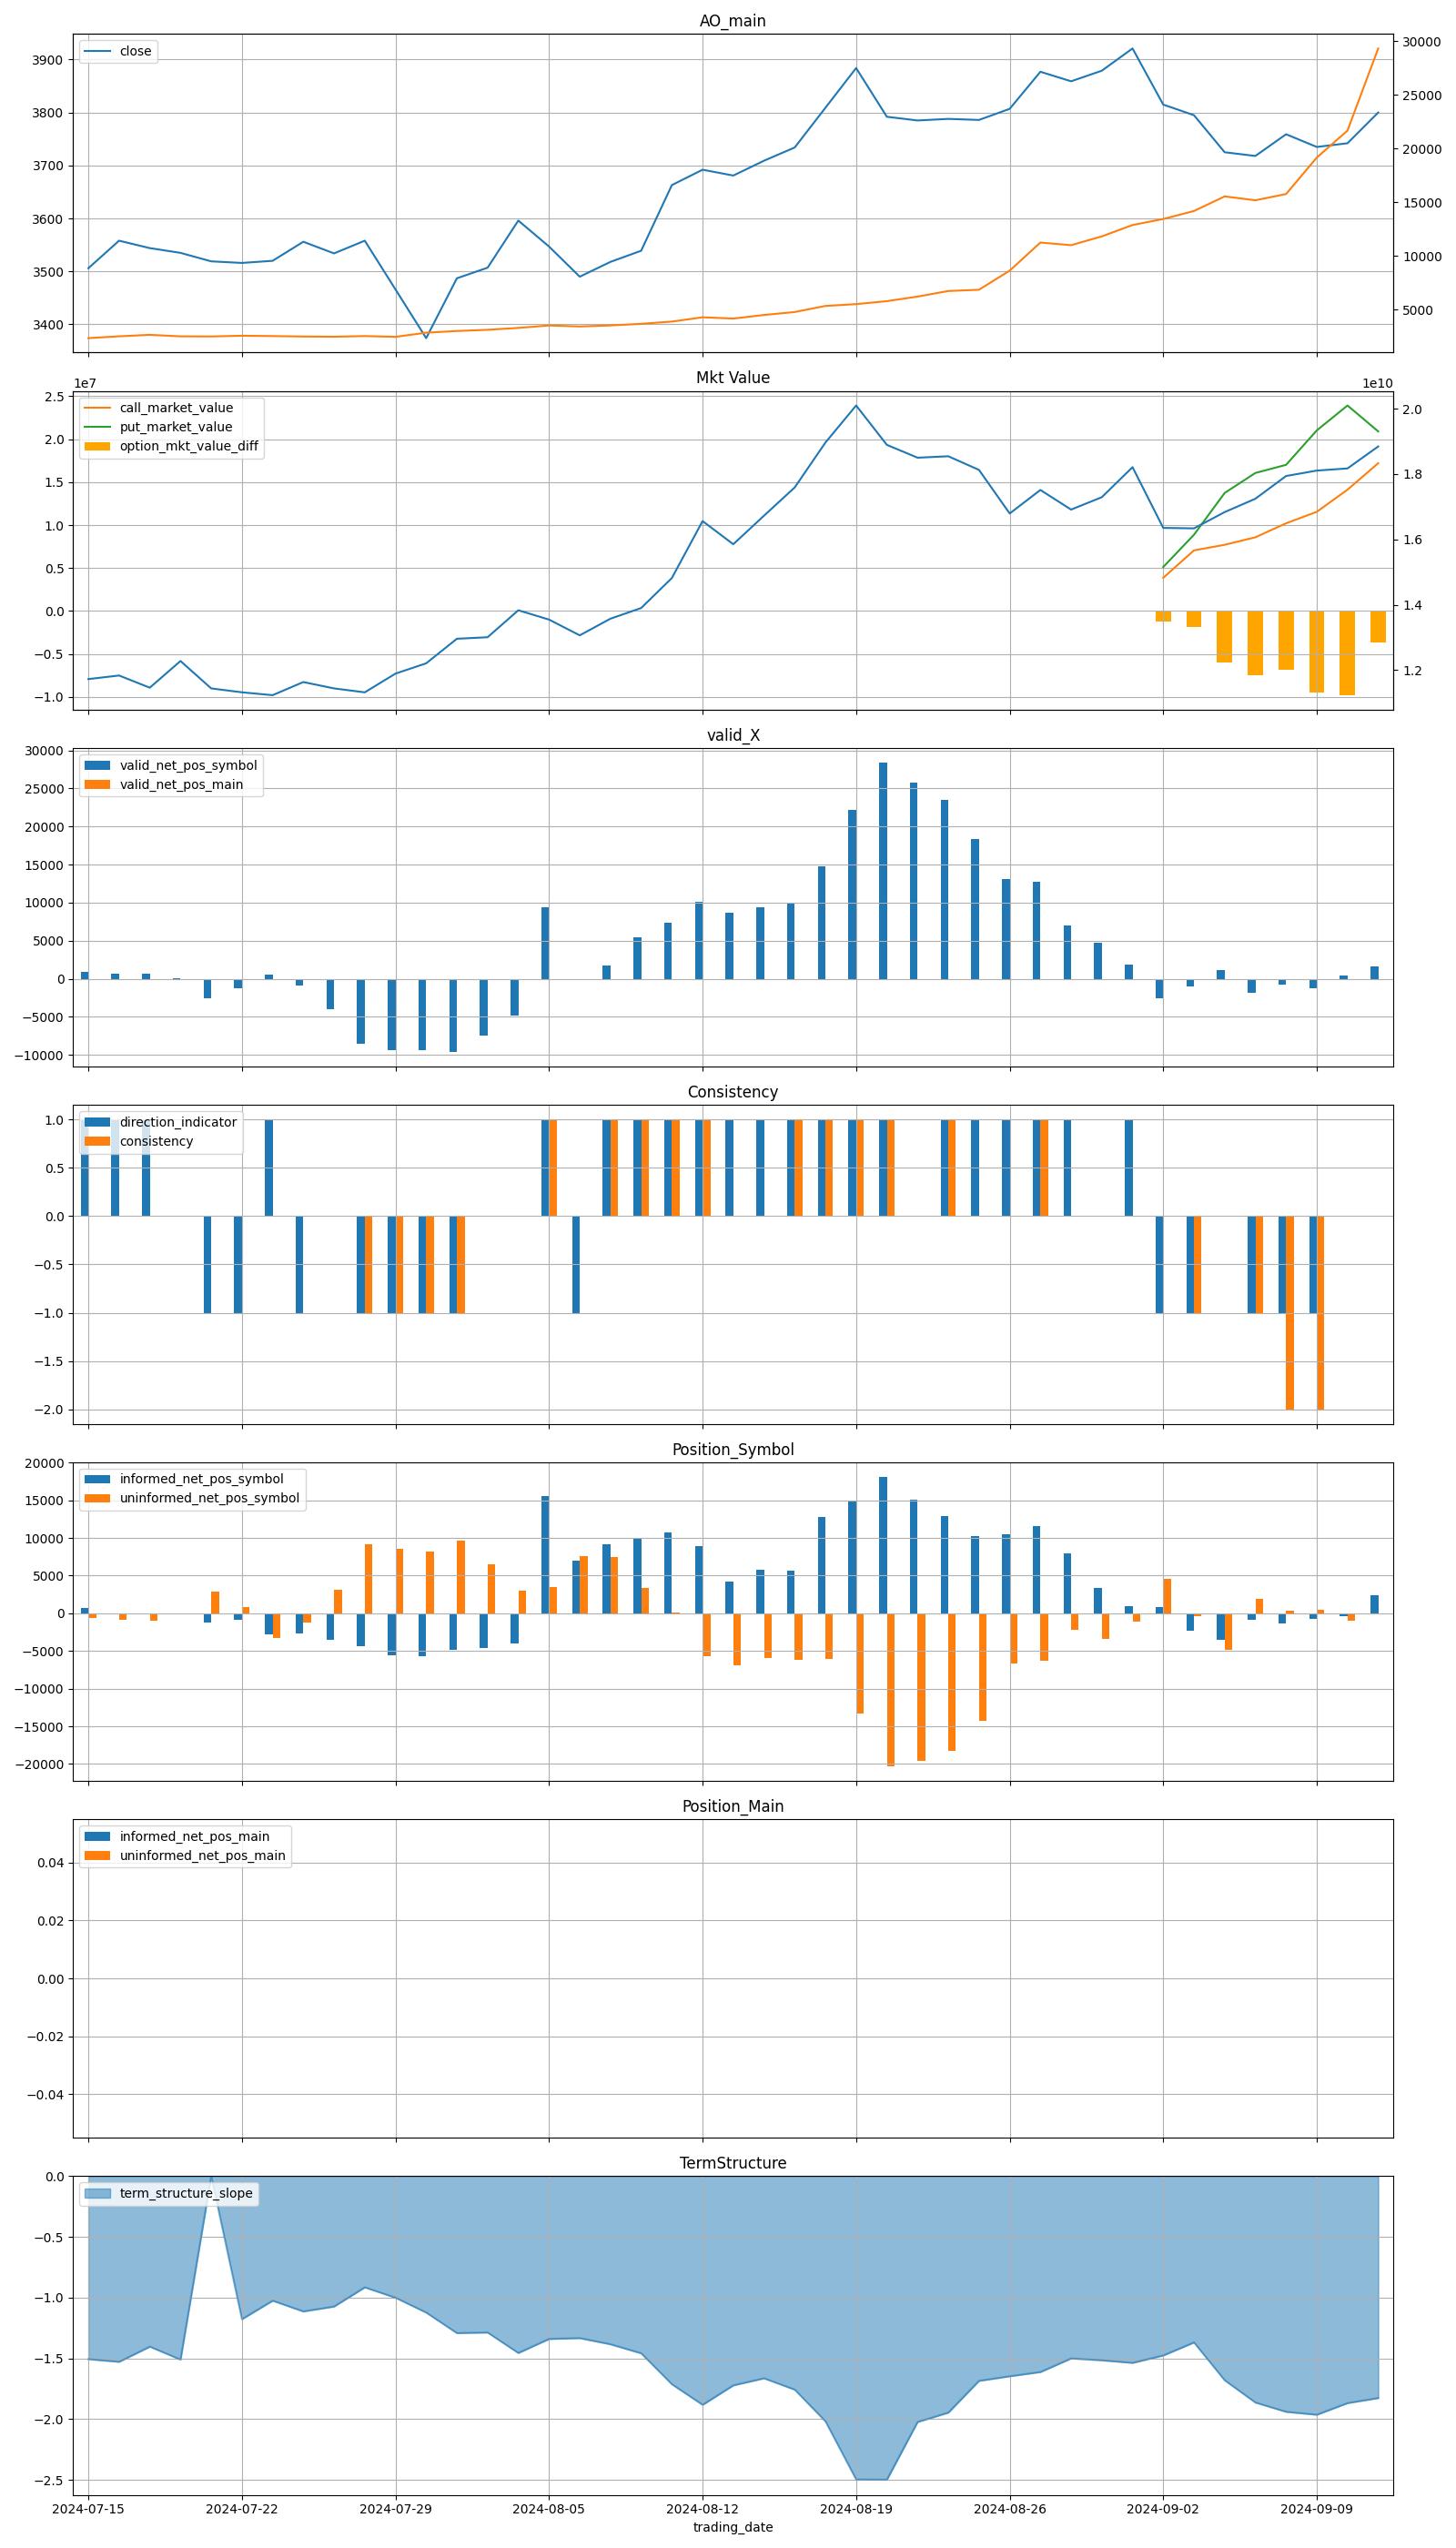 AO_main
close
3900
3800
3700
3600
3500
3400
30000
25000
20000
15000
10000
5000
Mkt Value
1e7
1e10
call_market_value
put_market_value
option_mkt_value_diff
2.5
2.0
1.5
1.0
0.5
0.0
−0.5
−1.0
2.0
1.8
1.6
1.4
1.2
valid_X
valid_net_pos_symbol
valid_net_pos_main
30000
25000
20000
15000
10000
5000
0
−5000
−10000
Consistency
direction_indicator
consistency
1.0
0.5
0.0
−0.5
−1.0
−1.5
−2.0
Position_Symbol
informed_net_pos_symbol
uninformed_net_pos_symbol
20000
15000
10000
5000
0
−5000
−10000
−15000
−20000
Position_Main
informed_net_pos_main
uninformed_net_pos_main
0.04
0.02
0.00
−0.02
−0.04
TermStructure
term_structure_slope
0.0
−0.5
−1.0
−1.5
−2.0
−2.5
2024-07-15 2024-07-22 2024-07-29 2024-08-05 2024-08-12 2024-08-19 2024-08-26 2024-09-02 2024-09-09
trading_date